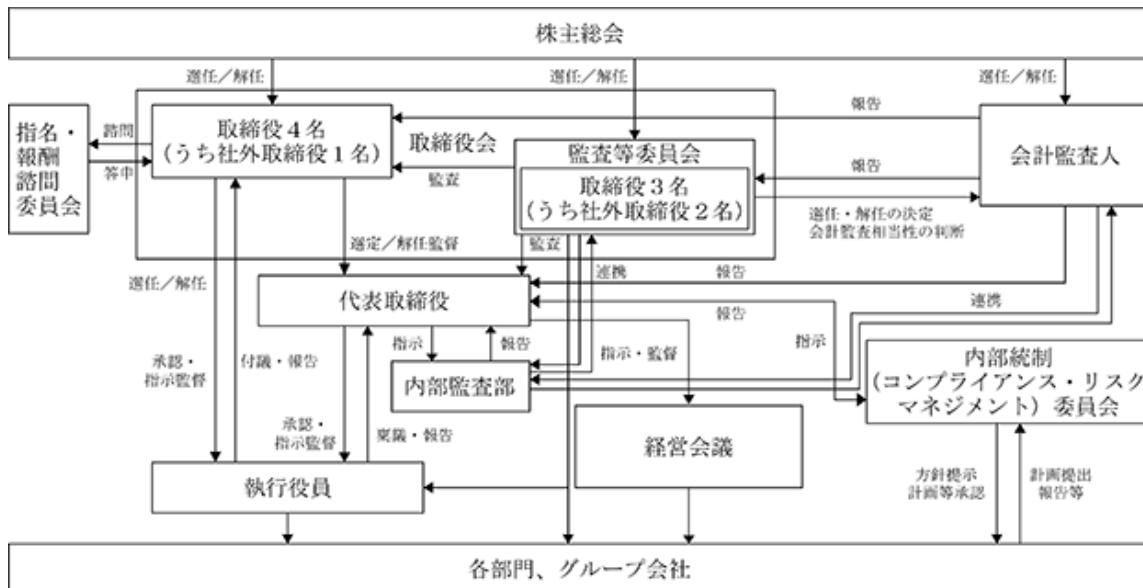 株主総会
選任／解任
選任／解任
選任／解任
指名・
報酬
諮問
委員会
諮問
答申
取締役４名
（うち社外取締役１名）
取締役会
監査
監査等委員会
取締役３名
（うち社外取締役２名）
報告
報告
会計監査人
選任・解任の決定
会計監査相当性の判断
選定／解任監督
監査
連携
報告
選任／解任
代表取締役
報告
連携
指示
報告
指示・監督
指示
承認・
指示監督
付議・報告
内部監査部
内部統制
（コンプライアンス・リスク
マネジメント）委員会
承認・
指示監督
稟議・報告
経営会議
執行役員
方針提示
計画等承認
計画提出
報告等
各部門、グループ会社